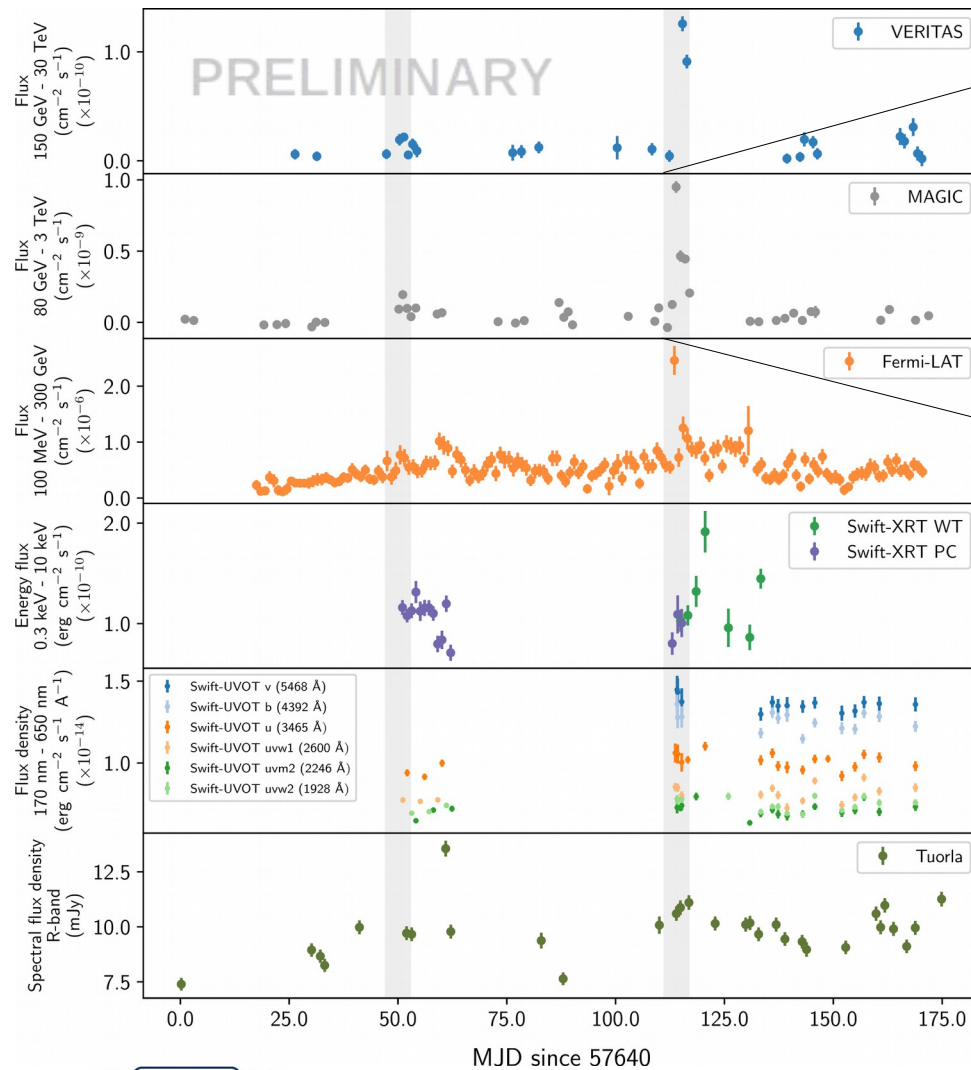 Flux
150 GeV - 30 TeV
(cm⁻² s⁻¹)
(×10⁻¹⁰)
1.0
0.0
PRELIMINARY
VERITAS
Flux
80 GeV - 3 TeV
(cm⁻² s⁻¹)
(×10⁻⁹)
1.0
0.5
0.0
MAGIC
Flux
100 MeV - 300 GeV
(cm⁻² s⁻¹)
(×10⁻⁶)
2.0
1.0
0.0
Fermi-LAT
Energy flux
0.3 keV - 10 keV
(erg cm⁻² s⁻¹)
(×10⁻¹⁰)
2.0
1.0
Swift-XRT WT
Swift-XRT PC
Flux density
170 nm - 650 nm
(erg cm⁻² s⁻¹ A⁻¹)
(×10⁻¹⁴)
1.5
1.0
Swift-UVOT v (5468 Å)
Swift-UVOT b (4392 Å)
Swift-UVOT u (3465 Å)
Swift-UVOT uvw1 (2600 Å)
Swift-UVOT uvm2 (2246 Å)
Swift-UVOT uvw2 (1928 Å)
Spectral flux density
R-band
(mJy)
12.5
10.0
7.5
Tuorla
0.0 25.0 50.0 75.0 100.0 125.0 150.0 175.0
MJD since 57640